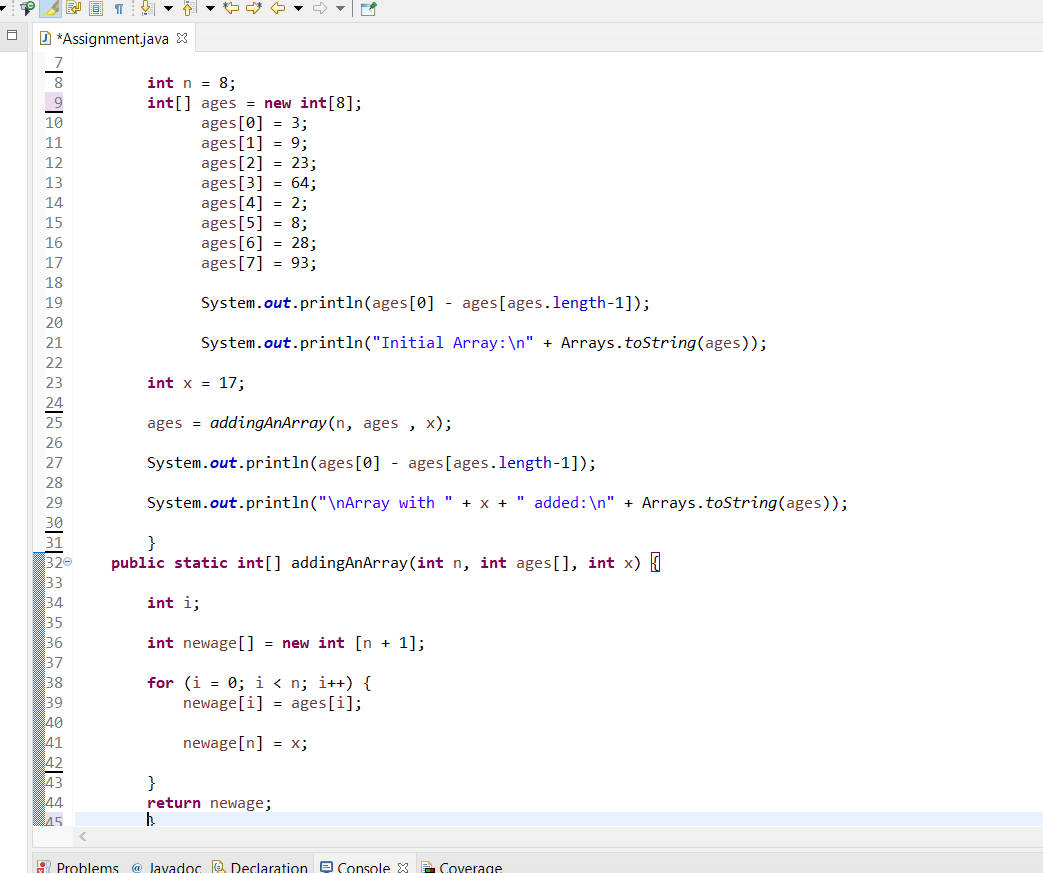 *Assignment.java
7
8 int n = 8;
9 int[] ages = new int[8];
10 ages[0] = 3;
11 ages[1] = 9;
12 ages[2] = 23;
13 ages[3] = 64;
14 ages[4] = 2;
15 ages[5] = 8;
16 ages[6] = 28;
17 ages[7] = 93;
18
19 System.out.println(ages[0] - ages[ages.length-1]);
20
21 System.out.println("Initial Array:\n" + Arrays.toString(ages));
22
23 int x = 17;
24
25 ages = addingAnArray(n, ages , x);
26
27 System.out.println(ages[0] - ages[ages.length-1]);
28
29 System.out.println("\nArray with " + x + " added:\n" + Arrays.toString(ages));
30
31 }
32 public static int[] addingAnArray(int n, int ages[], int x) {
33
34 int i;
35
36 int newage[] = new int [n + 1];
37
38 for (i = 0; i < n; i++) {
39 newage[i] = ages[i];
40
41 newage[n] = x;
42
43 }
44 return newage;
45 }
Problems @ Javadoc Declaration Console Coverage